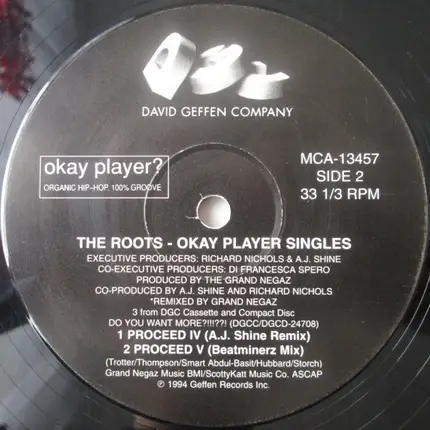 DGC
DAVID GEFFEN COMPANY
okay player?
ORGANIC HIP-HOP, 100% GROOVE
MCA-13457
SIDE 2
33 1/3 RPM
THE ROOTS - OKAY PLAYER SINGLES
EXECUTIVE PRODUCERS: RICHARD NICHOLS & A.J. SHINE
CO-EXECUTIVE PRODUCERS: DI FRANCESCA SPERO
PRODUCED BY THE GRAND NEGAZ
CO-PRODUCED BY A.J. SHINE AND RICHARD NICHOLS
*REMIXED BY GRAND NEGAZ
3 from DGC Cassette and Compact Disc
DO YOU WANT MORE?!!!??! (DGCC/DGCD-24708)
1 PROCEED IV (A.J. Shine Remix)
2 PROCEED V (Beatminerz Mix)
(Trotter/Thompson/Smart Abdul-Basit/Hubbard/Storch)
Grand Negaz Music BMI/ScottyKatt Music Co. ASCAP
℗ 1994 Geffen Records Inc.